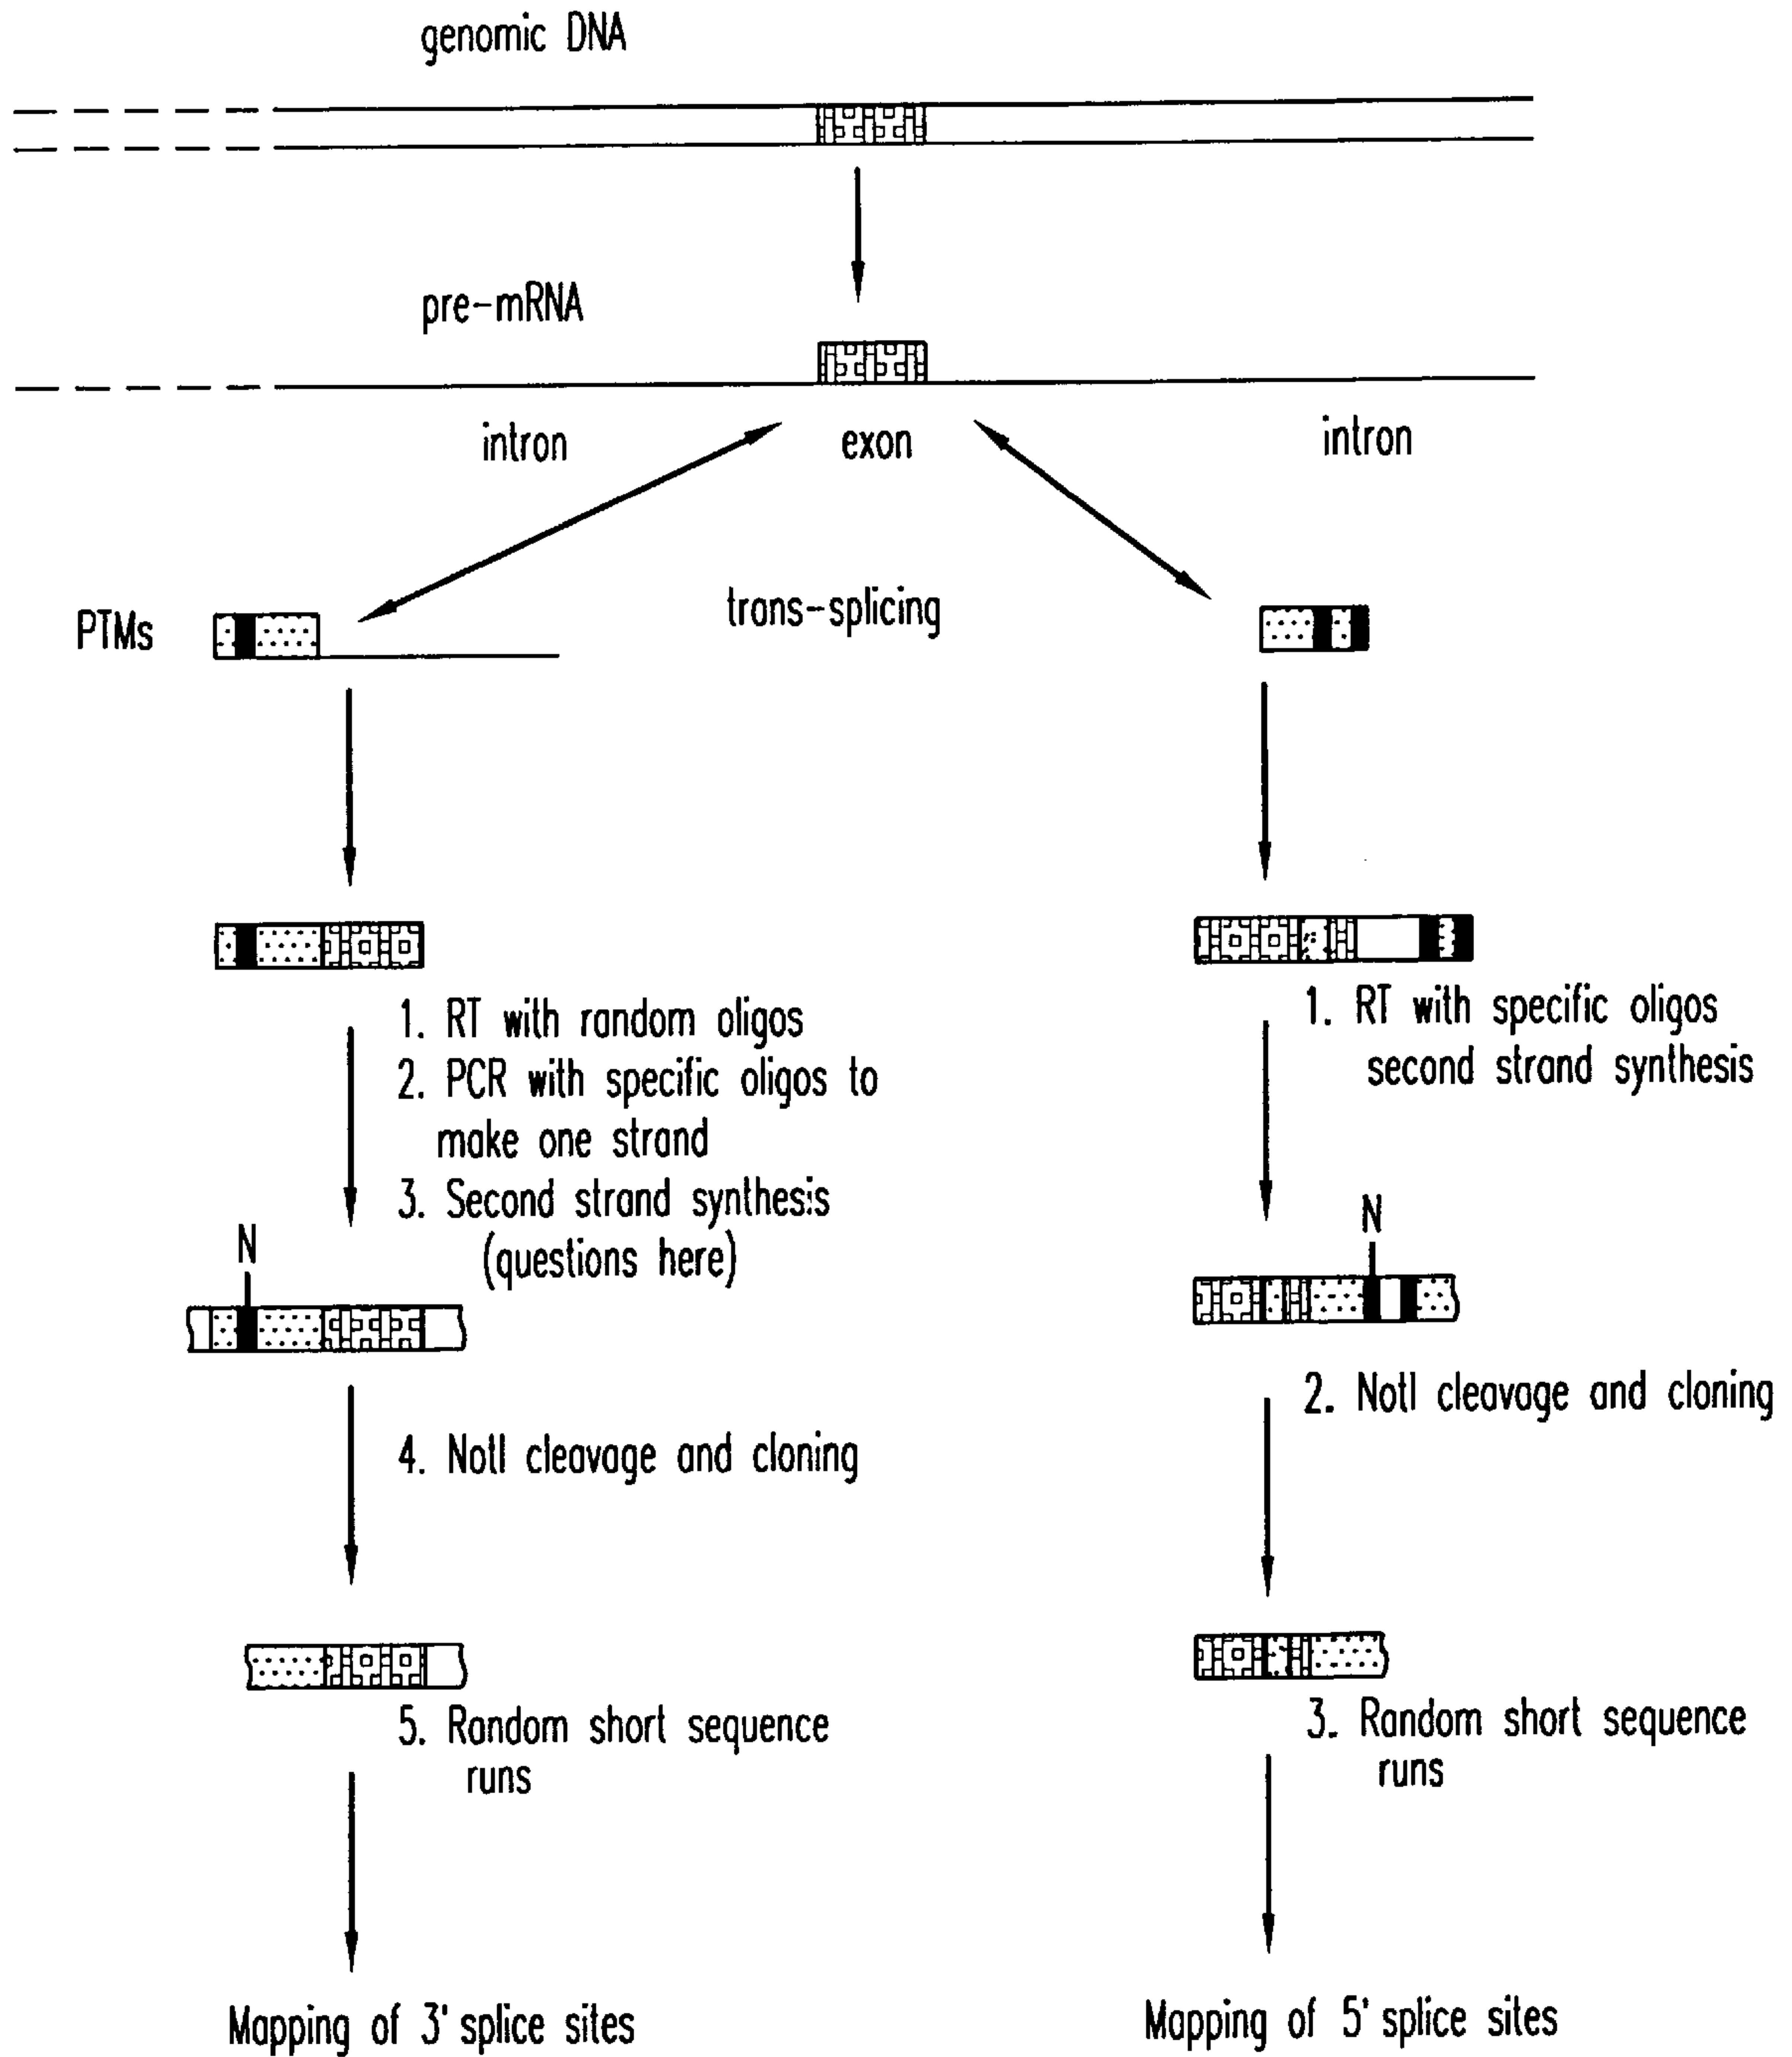 genomic DNA
pre-mRNA
intron
exon
intron
PTMs
trans-splicing
1. RT with random oligos
2. PCR with specific oligos to
make one strand
3. Second strand synthesis
(questions here)
1. RT with specific oligos
second strand synthesis
N
N
4. NotI cleavage and cloning
2. NotI cleavage and cloning
5. Random short sequence
runs
3. Random short sequence
runs
Mapping of 3' splice sites
Mapping of 5' splice sites